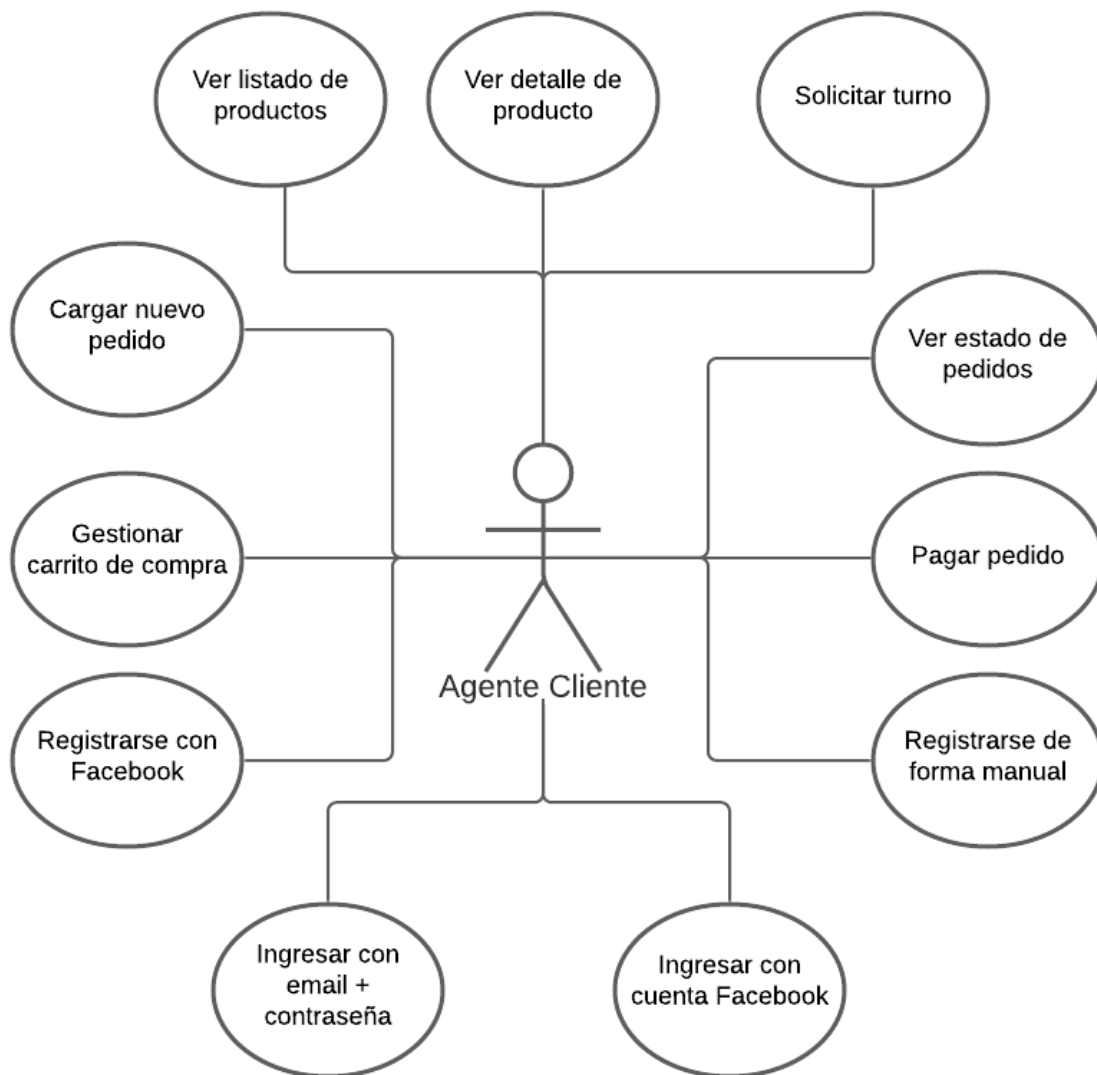 Ver listado de
productos
Ver detalle de
producto
Solicitar turno
Cargar nuevo
pedido
Ver estado de
pedidos
Gestionar
carrito de compra
Pagar pedido
Agente Cliente
Registrarse con
Facebook
Registrarse de
forma manual
Ingresar con
email +
contraseña
Ingresar con
cuenta Facebook